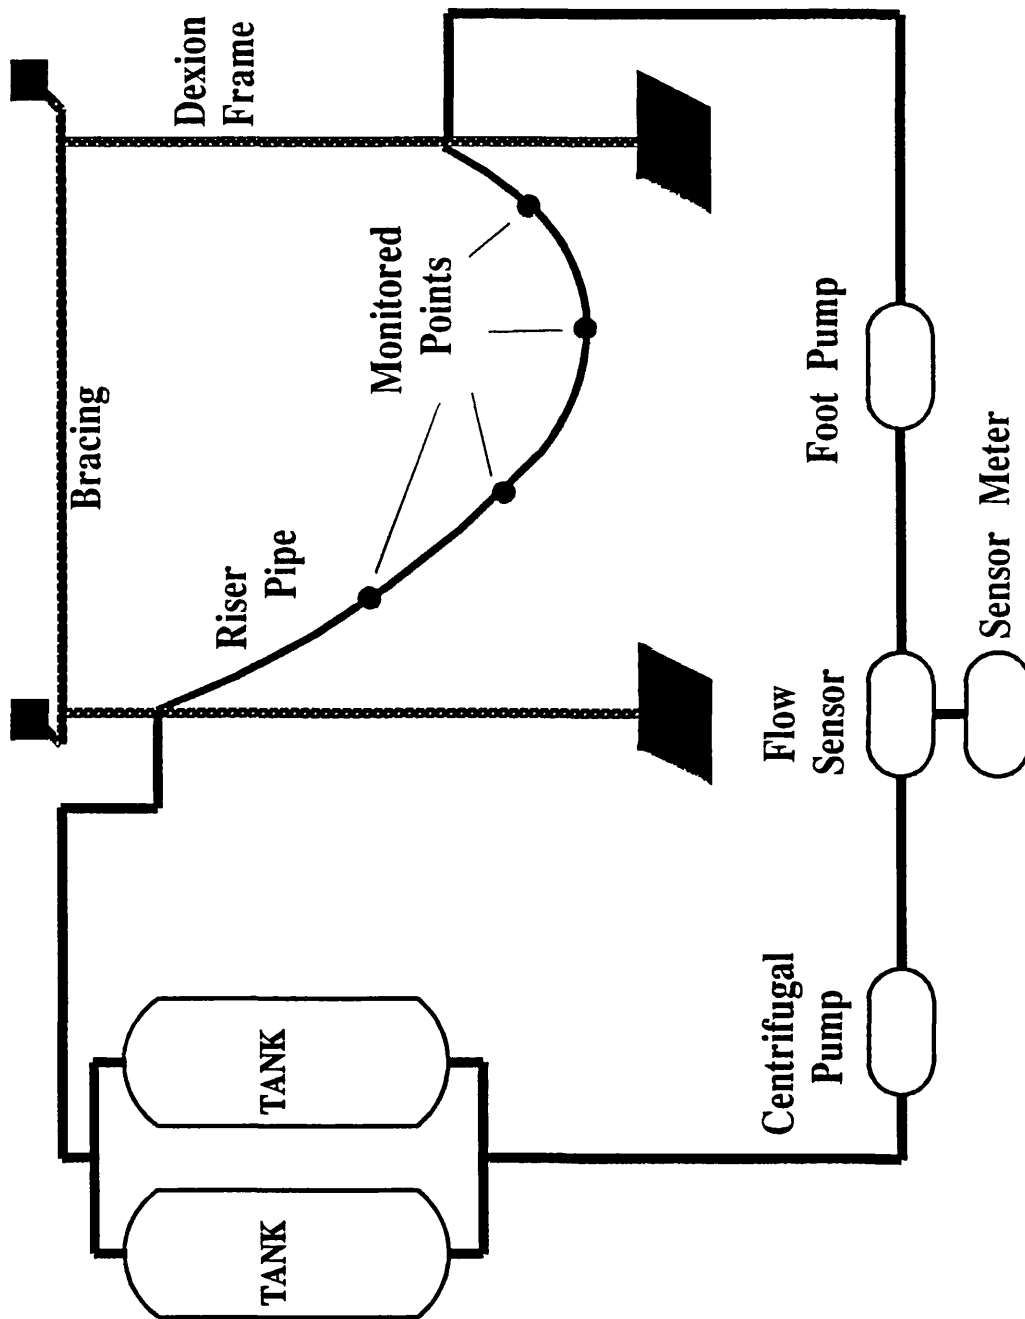 Dexion
Frame
Bracing
Monitored
Points
Riser
Pipe
TANK
TANK
Foot Pump
Flow
Sensor
Sensor Meter
Centrifugal
Pump